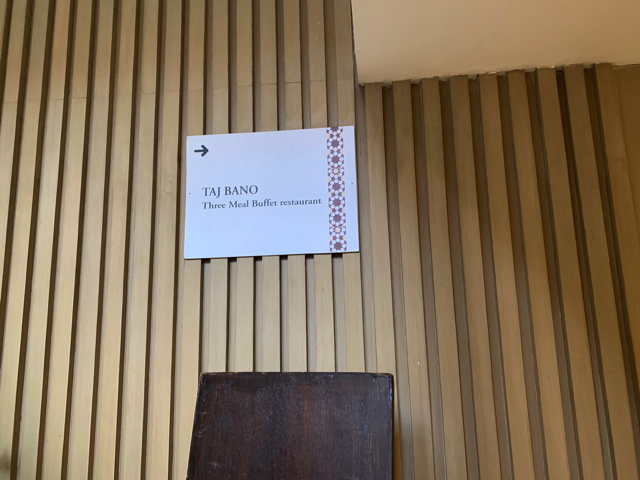 TAJ BANO
Three Meal Buffet restaurant